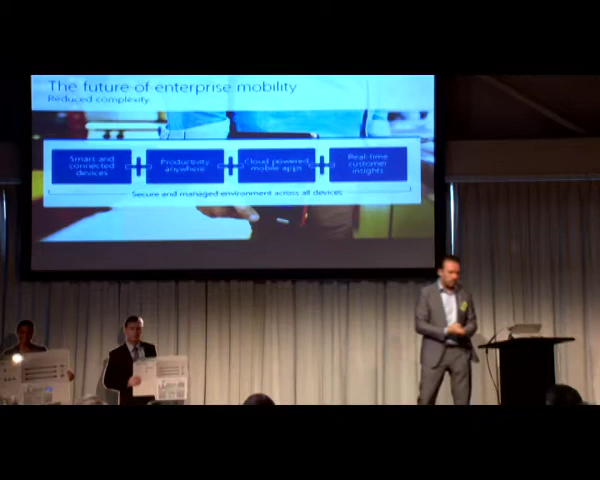 The future of enterprise mobility
Reduced complexity
Smart and
connected
devices
Productivity
anywhere
Cloud powered
mobile apps
Real-time
customer
insights
Secure and managed environment across all devices